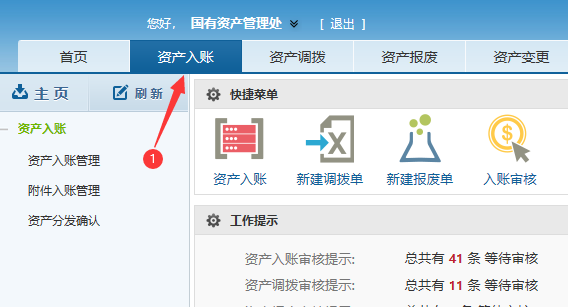 您好， 国有资产管理处 [ 退出 ]
首页 资产入账 资产调拨 资产报废 资产变更
主 页 刷 新
资产入账
资产入账管理
附件入账管理
资产分发确认
1
快捷菜单
资产入账 新建调拨单 新建报废单 入账审核
工作提示
资产入账审核提示: 总共有 41 条 等待审核
资产调拨审核提示: 总共有 11 条 等待审核